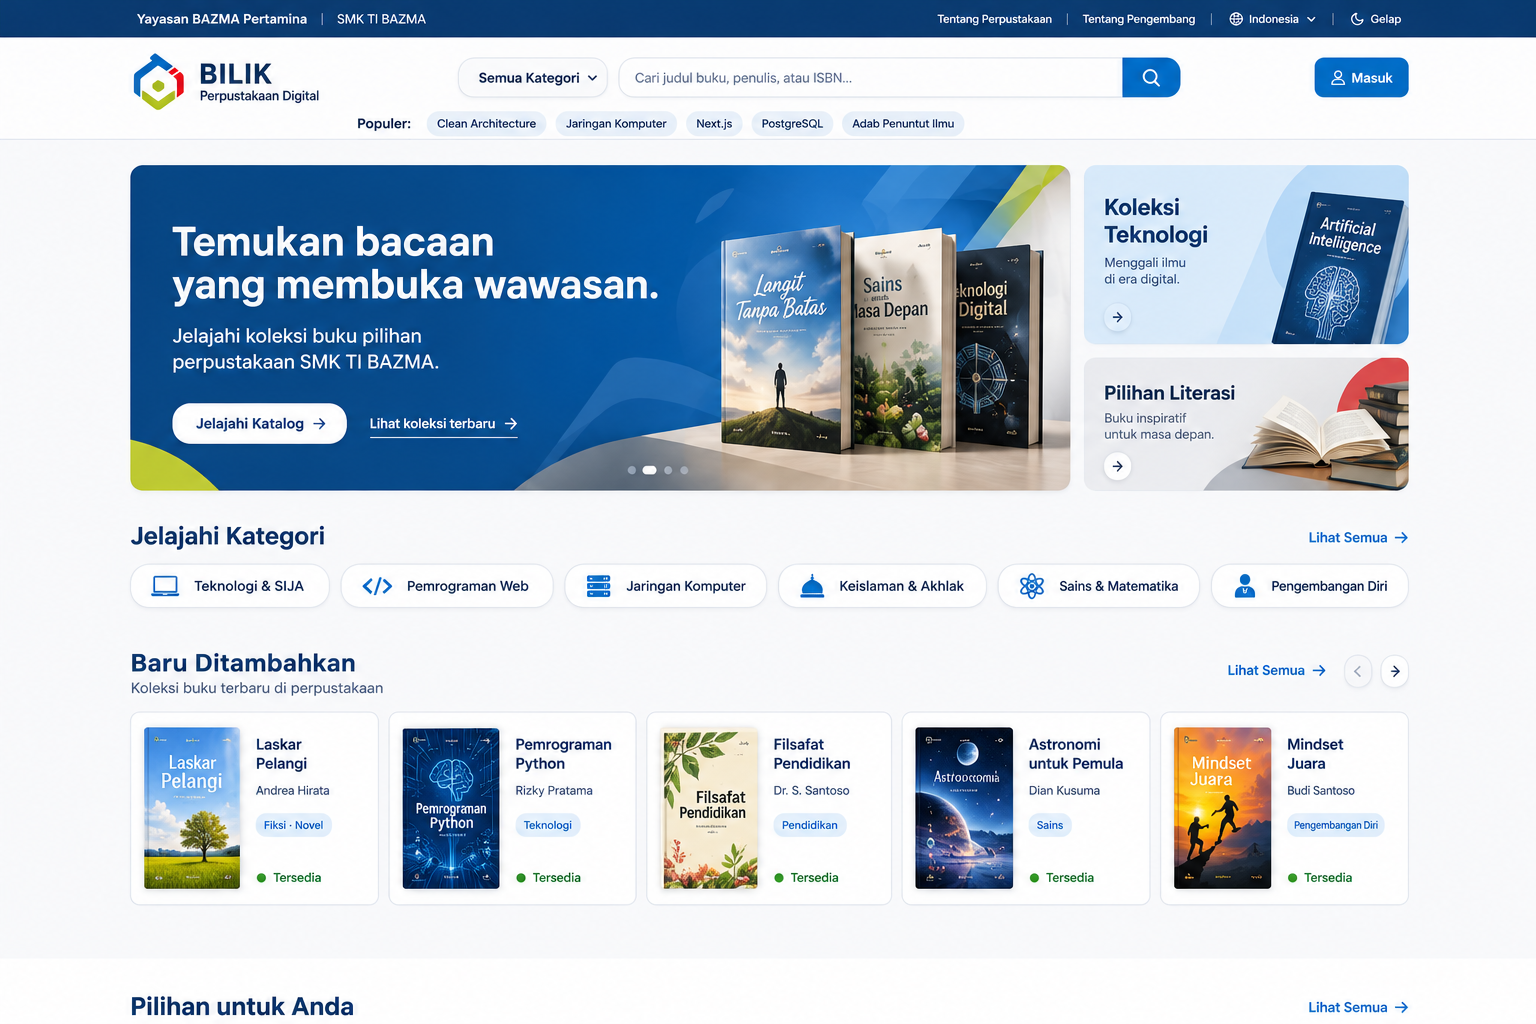 Yayasan BAZMA Pertamina | SMK TI BAZMA
Tentang Perpustakaan | Tentang Pengembang | Indonesia | Gelap
BILIK
Perpustakaan Digital
Semua Kategori
Cari judul buku, penulis, atau ISBN...
Masuk
Populer: Clean Architecture Jaringan Komputer Next.js PostgreSQL Adab Penuntut Ilmu
Temukan bacaan
yang membuka wawasan.
Jelajahi koleksi buku pilihan
perpustakaan SMK TI BAZMA.
Jelajahi Katalog →
Lihat koleksi terbaru →
Langit
Tanpa Batas
Sains
Masa Depan
Digital
Koleksi
Teknologi
Menggali ilmu
di era digital.
Artificial
Intelligence
Pilihan Literasi
Buku inspiratif
untuk masa depan.
Jelajahi Kategori
Lihat Semua →
Teknologi & SIJA
Pemrograman Web
Jaringan Komputer
Keislaman & Akhlak
Sains & Matematika
Pengembangan Diri
Baru Ditambahkan
Koleksi buku terbaru di perpustakaan
Lihat Semua →
Laskar
Pelangi
Laskar
Pelangi
Andrea Hirata
Fiksi · Novel
Tersedia
Pemrograman
Python
Pemrograman
Python
Rizky Pratama
Teknologi
Tersedia
Filsafat
Pendidikan
Filsafat
Pendidikan
Dr. S. Santoso
Pendidikan
Tersedia
Astronomi
untuk Pemula
Dian Kusuma
Sains
Tersedia
Mindset
Juara
Mindset
Juara
Budi Santoso
Pengembangan Diri
Tersedia
Pilihan untuk Anda
Lihat Semua →